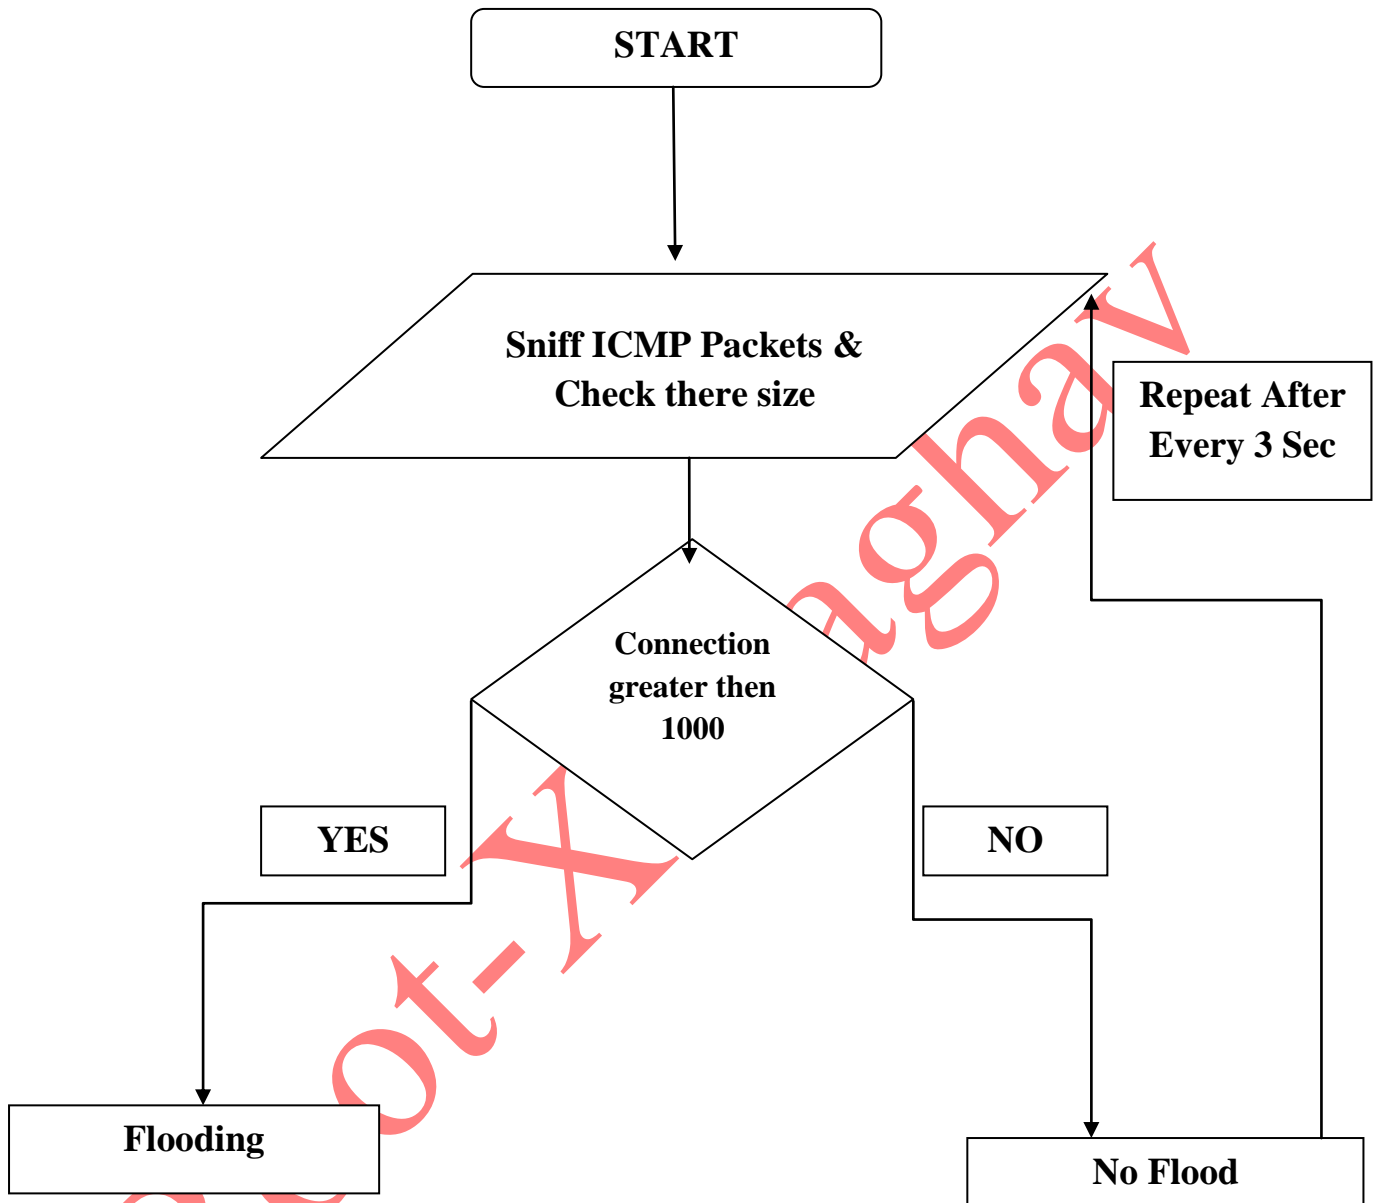 START
Sniff ICMP Packets &
Check there size
Repeat After
Every 3 Sec
Connection
greater then
1000
YES
NO
Flooding
No Flood